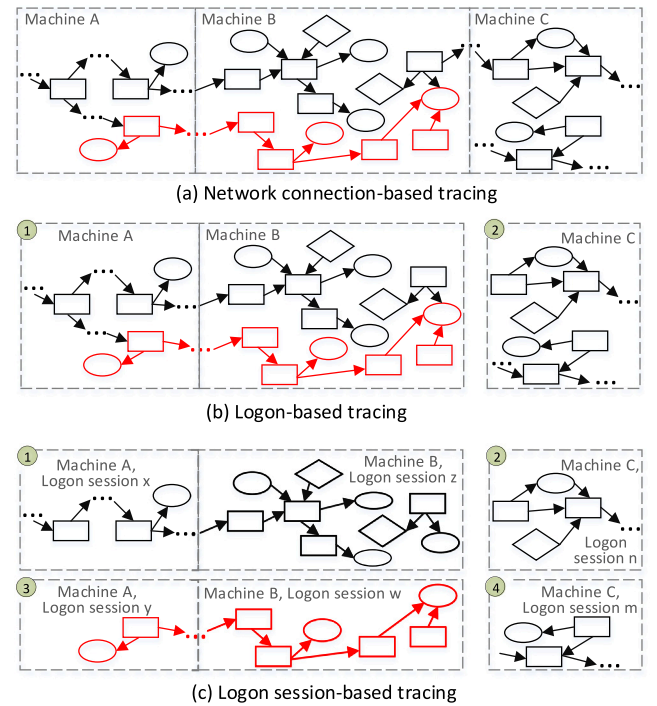 Machine A
Machine B
Machine C
(a) Network connection-based tracing
1
Machine A
Machine B
2
Machine C
(b) Logon-based tracing
1
Machine A,
Logon session x
Machine B,
Logon session z
2
Machine C,
Logon
session n
3
Machine A,
Logon session y
Machine B, Logon session w
4
Machine C,
Logon session m
(c) Logon session-based tracing